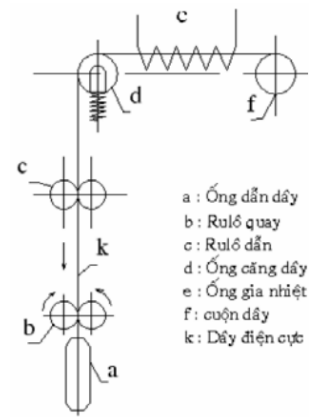 c
d
f
c
k
b
a
a : Ống dẫn dây
b : Rulô quay
c : Rulô dẫn
d : Ống căng dây
e : Ống gia nhiệt
f : cuộn dây
k : Dây điện cực